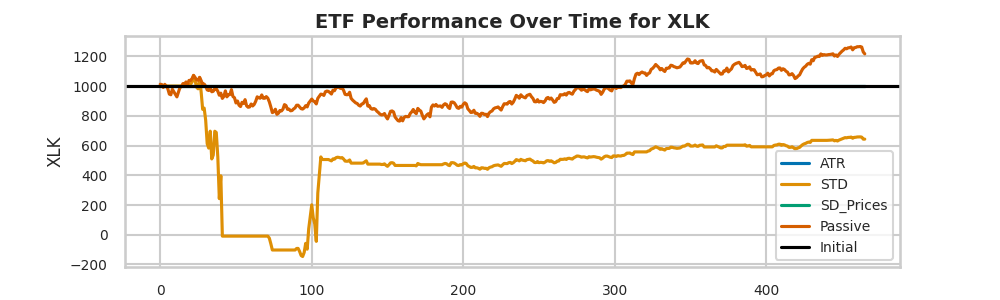 ETF Performance Over Time for XLK
XLK
1200
1000
800
600
400
200
0
−200
0 100 200 300 400
ATR
STD
SD_Prices
Passive
Initial